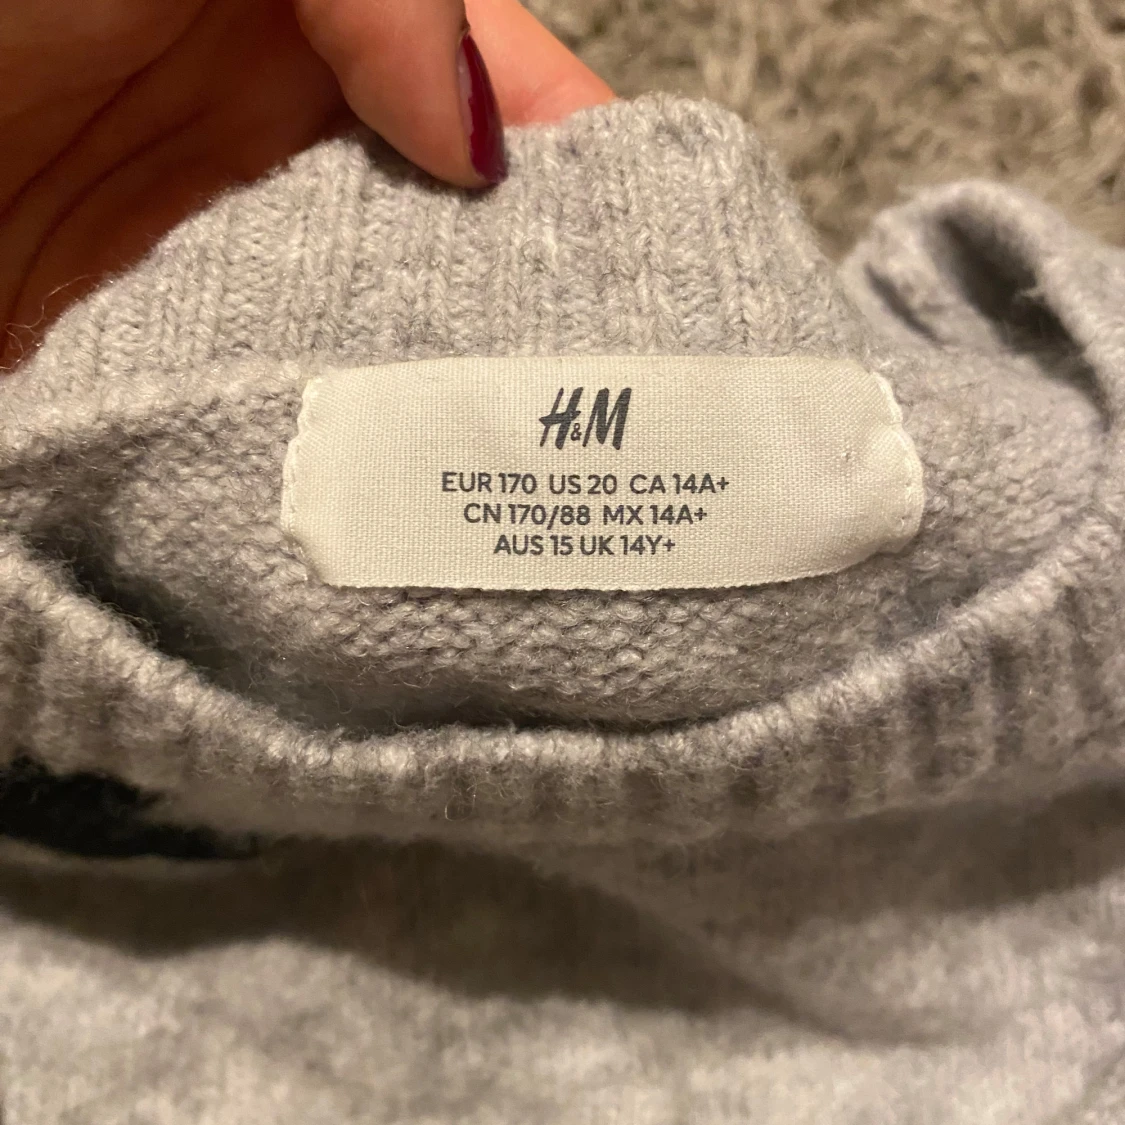 H&M
EUR 170 US 20 CA 14A+
CN 170/88 MX 14A+
AUS 15 UK 14Y+